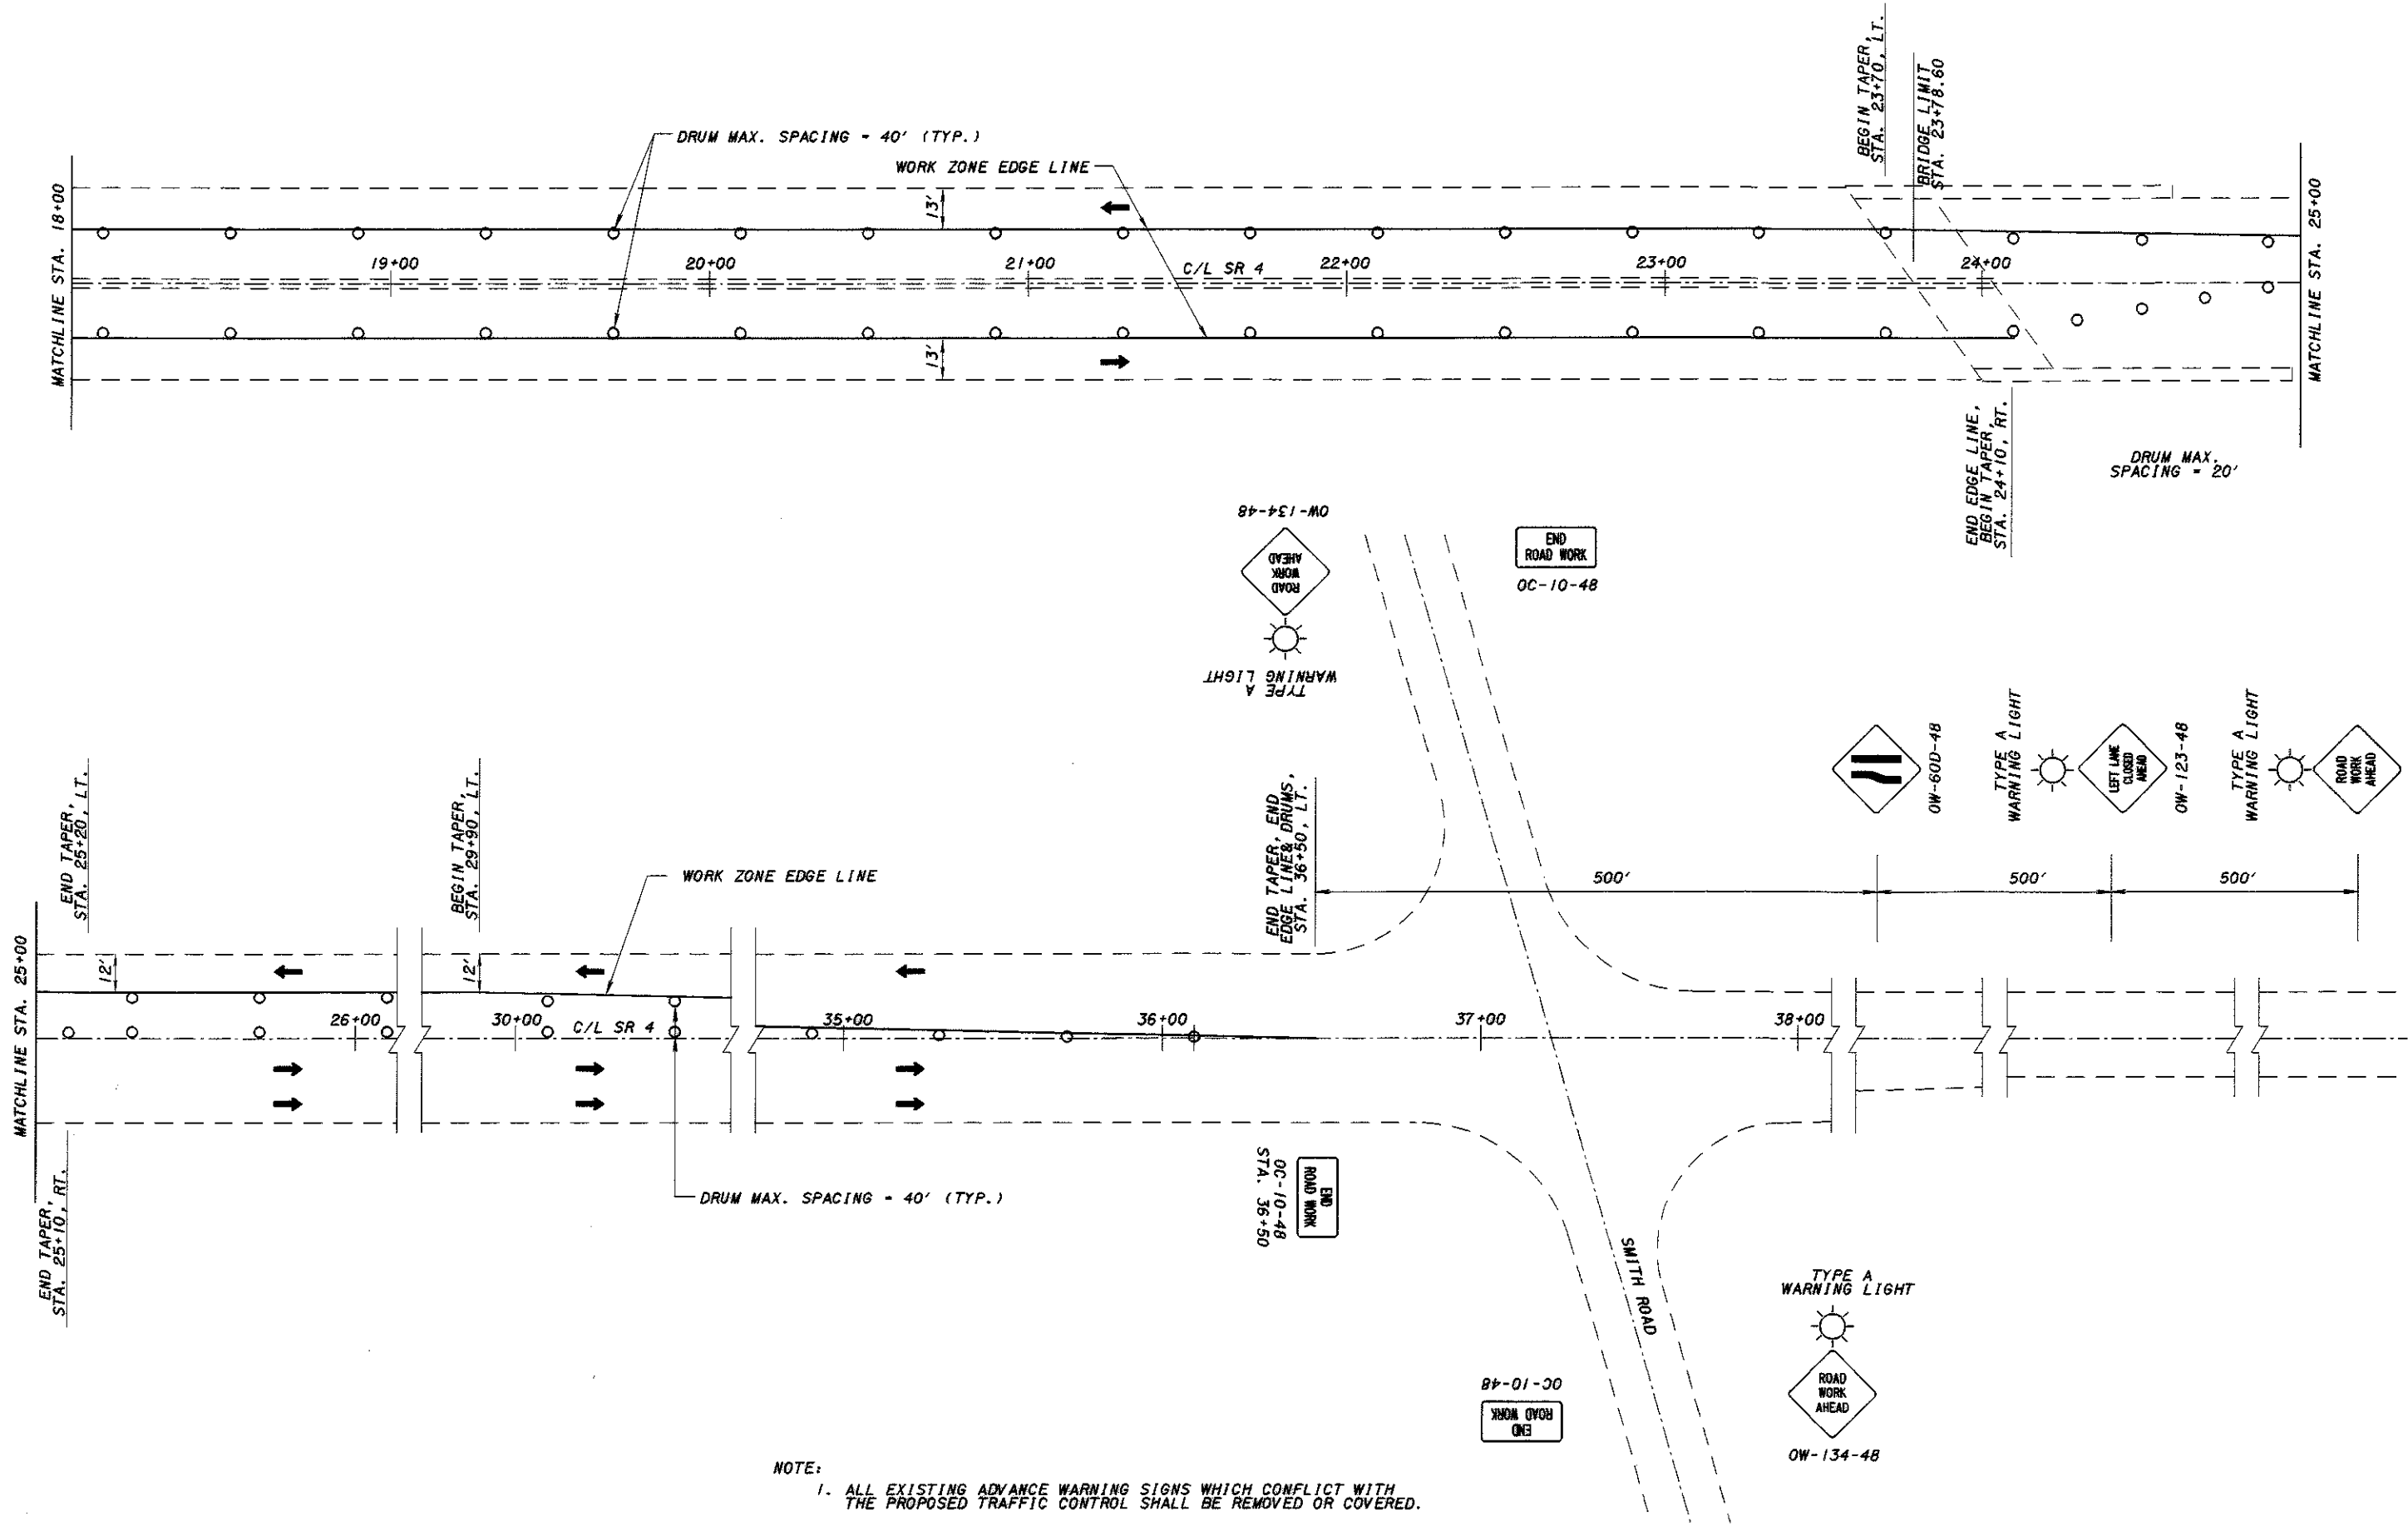 BEGIN TAPER,
STA. 23+70, LT.
BRIDGE LIMIT
STA. 23+78.60
DRUM MAX. SPACING = 40' (TYP.)
WORK ZONE EDGE LINE
MATCHLINE STA. 18+00
13'
19+00
20+00
21+00
C/L SR 4
22+00
23+00
24+00
MATCHLINE STA. 25+00
13'
END EDGE LINE,
BEGIN TAPER,
STA. 24+10, RT.
DRUM MAX.
SPACING = 20'
OW-134-48
ROAD
WORK
AHEAD
TYPE A
WARNING LIGHT
END
ROAD WORK
OC-10-48
END TAPER,
STA. 25+20, LT.
BEGIN TAPER,
STA. 29+90, LT.
WORK ZONE EDGE LINE
END TAPER, END
EDGE LINE& DRUMS,
STA. 36+50, LT.
OW-60D-48
TYPE A
WARNING LIGHT
LEFT LANE
CLOSED
AHEAD
OW-123-48
TYPE A
WARNING LIGHT
ROAD
WORK
AHEAD
500'
500'
500'
MATCHLINE STA. 25+00
12'
12'
26+00
30+00
C/L SR 4
35+00
36+00
37+00
38+00
END TAPER,
STA. 25+10, RT.
DRUM MAX. SPACING = 40' (TYP.)
END
ROAD WORK
OC-10-48
STA. 36+50
SMITH ROAD
TYPE A
WARNING LIGHT
ROAD
WORK
AHEAD
OW-134-48
OC-10-48
END
ROAD WORK
NOTE:
1. ALL EXISTING ADVANCE WARNING SIGNS WHICH CONFLICT WITH
THE PROPOSED TRAFFIC CONTROL SHALL BE REMOVED OR COVERED.